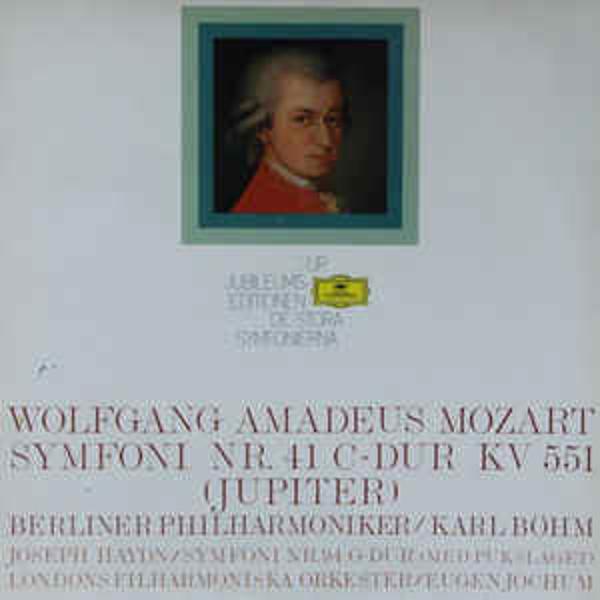 UR
JUBILEUMS-
EDITIONEN
DE STORA
SYMFONIERNA
WOLFGANG AMADEUS MOZART
SYMFONI NR. 41 C-DUR KV 551
(JUPITER)
BERLINER PHILHARMONIKER/KARL BÖHM
JOSEPH HAYDN/SYMFONI NR. 94 G-DUR (MED PUKSLAGET)
LONDONS FILHARMONISKA ORKESTER/EUGEN JOCHUM